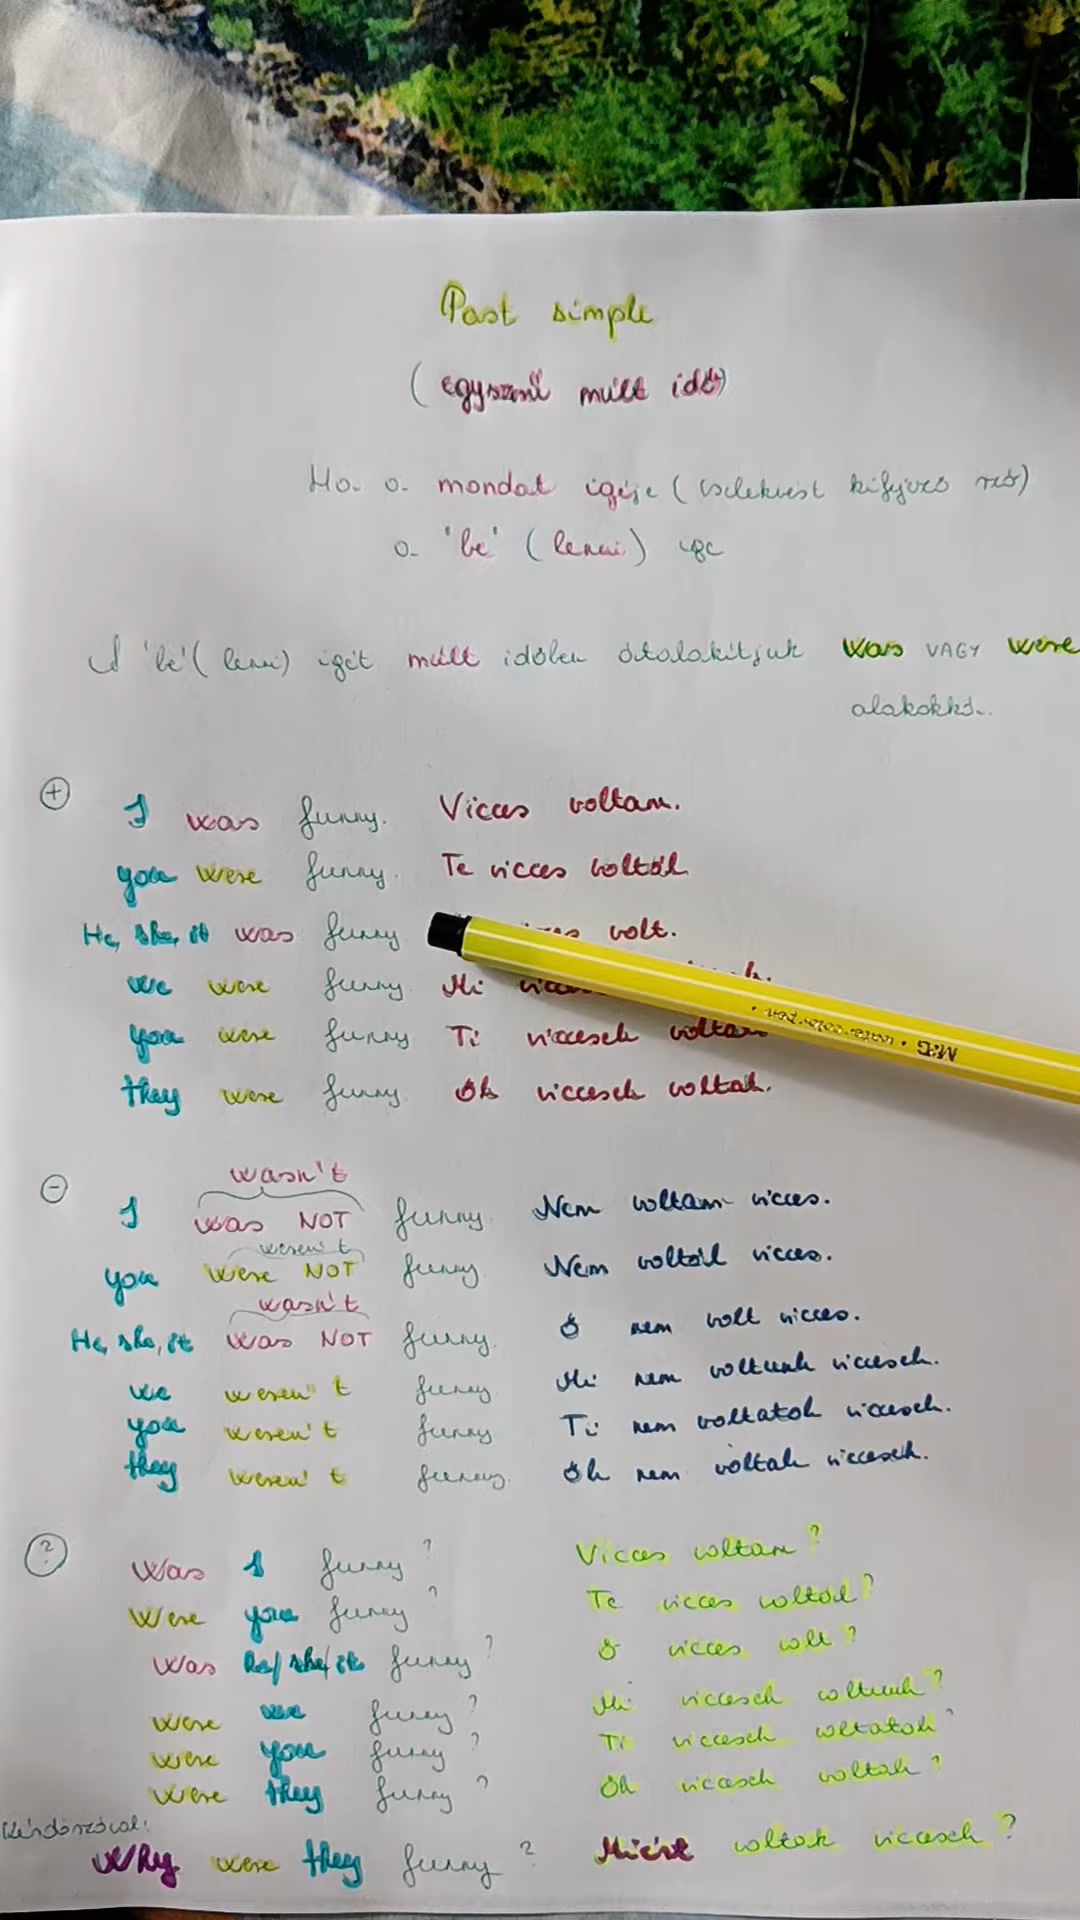 Past simple
(egyszerű múlt idő)
Ha a mondat igéje (cselekvést kifejező szó)
a 'be' (lenni) ige
A 'be' (lenni) igét múlt időben átalakítjuk was VAGY were
alakokká.
+ I was funny. Vicces voltam.
you were funny. Te vicces voltál
He, she, it was funny volt.
we were funny. Mi
you were funny Ti viccesek
they were funny. Ők viccesek voltak.
wasn't
- I was NOT funny. Nem voltam vicces.
weren't
you were NOT funny. Nem voltál vicces.
wasn't
He, she, it was NOT funny. Ő nem volt vicces.
we weren't funny Mi nem voltunk viccesek.
you weren't funny Ti nem voltatok viccesek.
they weren't funny. Ők nem voltak viccesek.
? Was I funny? Vicces voltam?
Were you funny? Te vicces voltál?
Was he/she/it funny? Ő vicces volt?
were we funny? Mi viccesek voltunk?
were you funny? Ti viccesek voltatok?
were they funny? Ők viccesek voltak?
Kérdőszóval:
Why were they funny? Miért voltak viccesek?
M&G • water color pen •